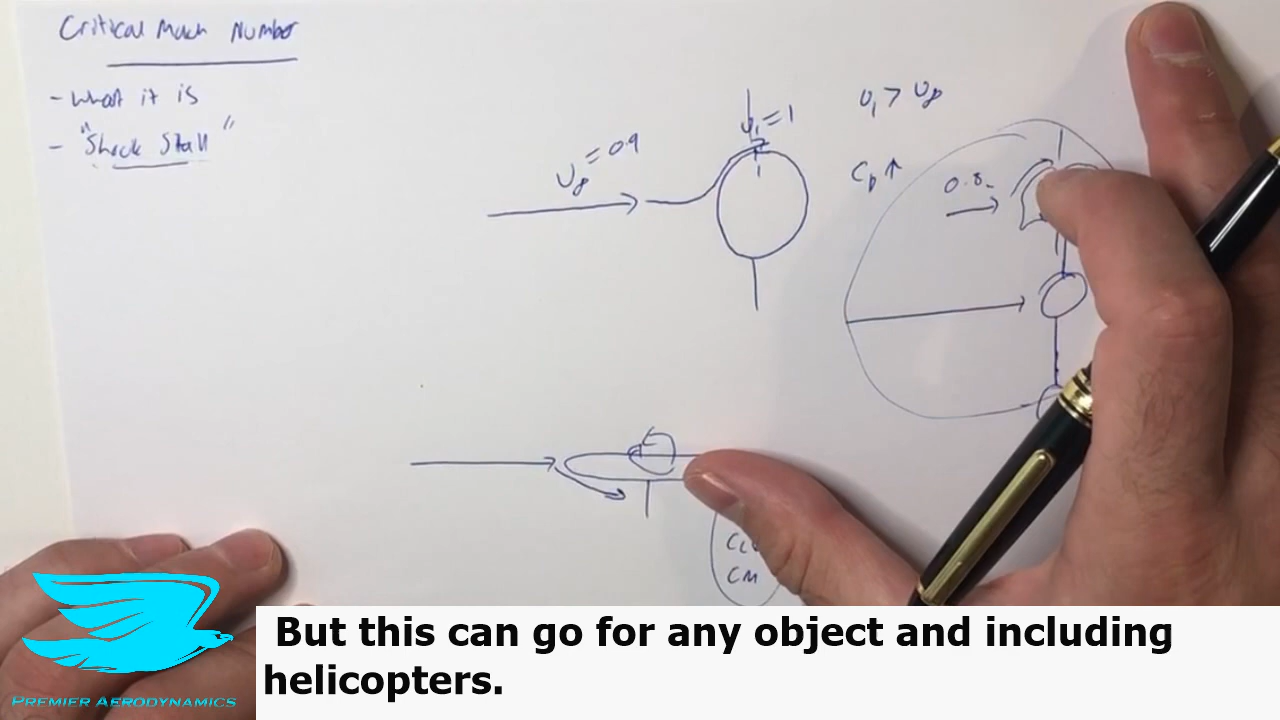 Critical Mach Number
- What it is
- "Shock Stall"
U∞ = 0.9
U₁ = 1
U₁ > U∞
Cp ↑
0.8
CM
PREMIER AERODYNAMICS
But this can go for any object and including
helicopters.